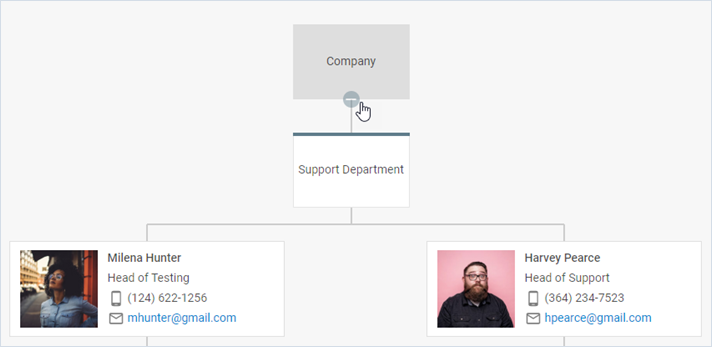 Company
Support Department
Milena Hunter
Head of Testing
(124) 622-1256
mhunter@gmail.com
Harvey Pearce
Head of Support
(364) 234-7523
hpearce@gmail.com